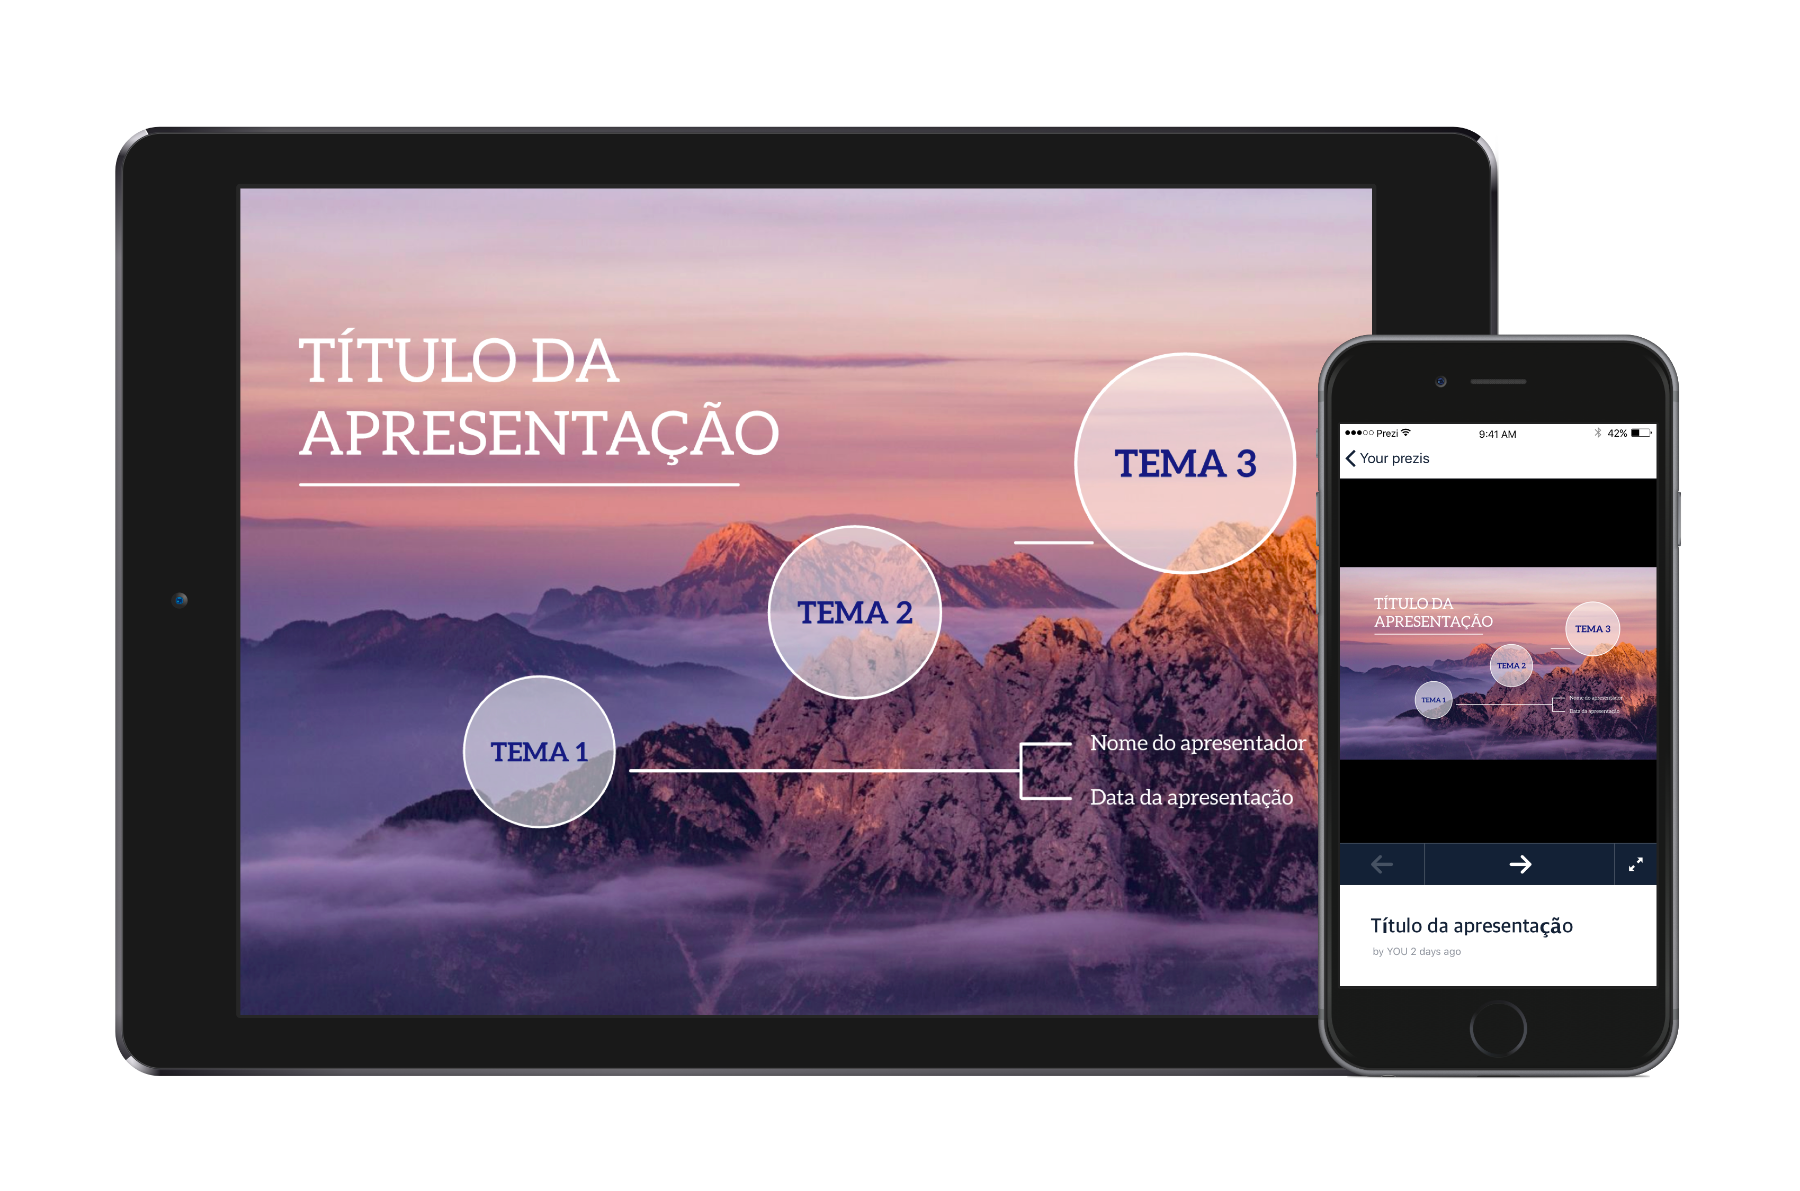 TÍTULO DA
APRESENTAÇÃO
TEMA 3
TEMA 2
TEMA 1
Nome do apresentador
Data da apresentação
Prezi
9:41 AM
42%
Your prezis
TÍTULO DA
APRESENTAÇÃO
TEMA 3
TEMA 2
TEMA 1
Nome do apresentador
Data da apresentação
Título da apresentação
by YOU 2 days ago